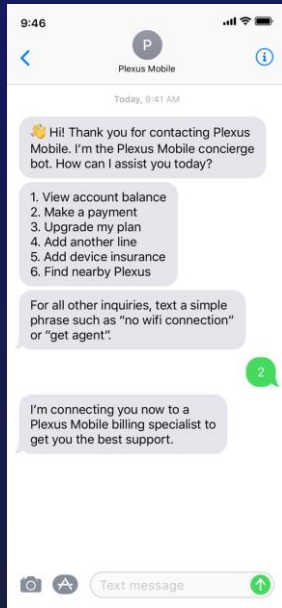 9:46
P
Plexus Mobile
Today, 9:41 AM
👋 Hi! Thank you for contacting Plexus
Mobile. I'm the Plexus Mobile concierge
bot. How can I assist you today?
1. View account balance
2. Make a payment
3. Upgrade my plan
4. Add another line
5. Add device insurance
6. Find nearby Plexus
For all other inquiries, text a simple
phrase such as "no wifi connection"
or "get agent".
2
I'm connecting you now to a
Plexus Mobile billing specialist to
get you the best support.
Text message